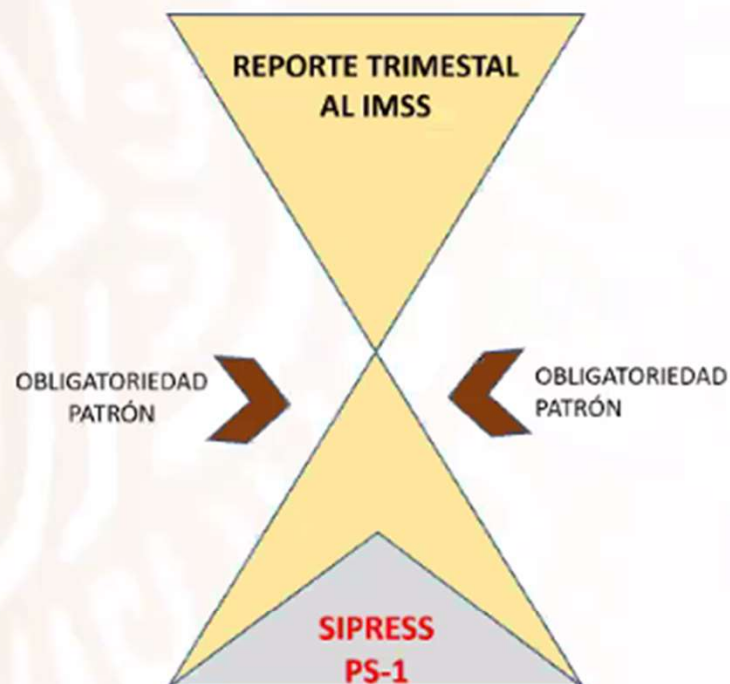 REPORTE TRIMESTAL
AL IMSS
OBLIGATORIEDAD
PATRÓN
OBLIGATORIEDAD
PATRÓN
SIPRESS
PS-1